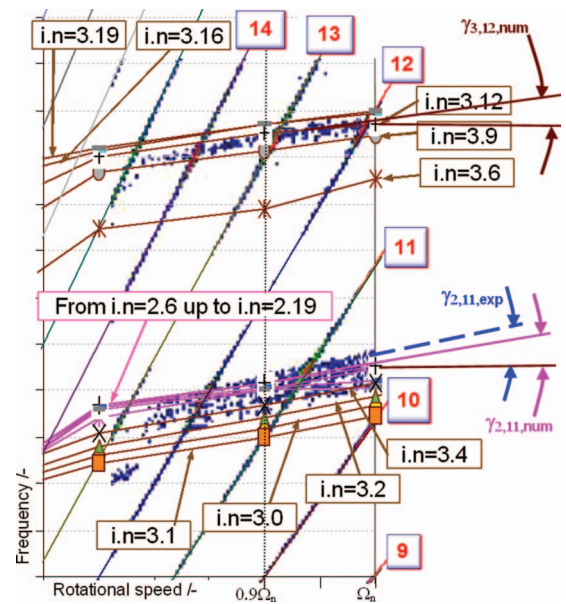 i.n=3.19
i.n=3.16
14
13
γ3,12,num
12
i.n=3.12
i.n=3.9
i.n=3.6
11
From i.n=2.6 up to i.n=2.19
γ2,11,exp
γ2,11,num
10
i.n=3.4
i.n=3.2
i.n=3.0
i.n=3.1
9
Frequency /-
Rotational speed /-
0.9Ωn
Ωn